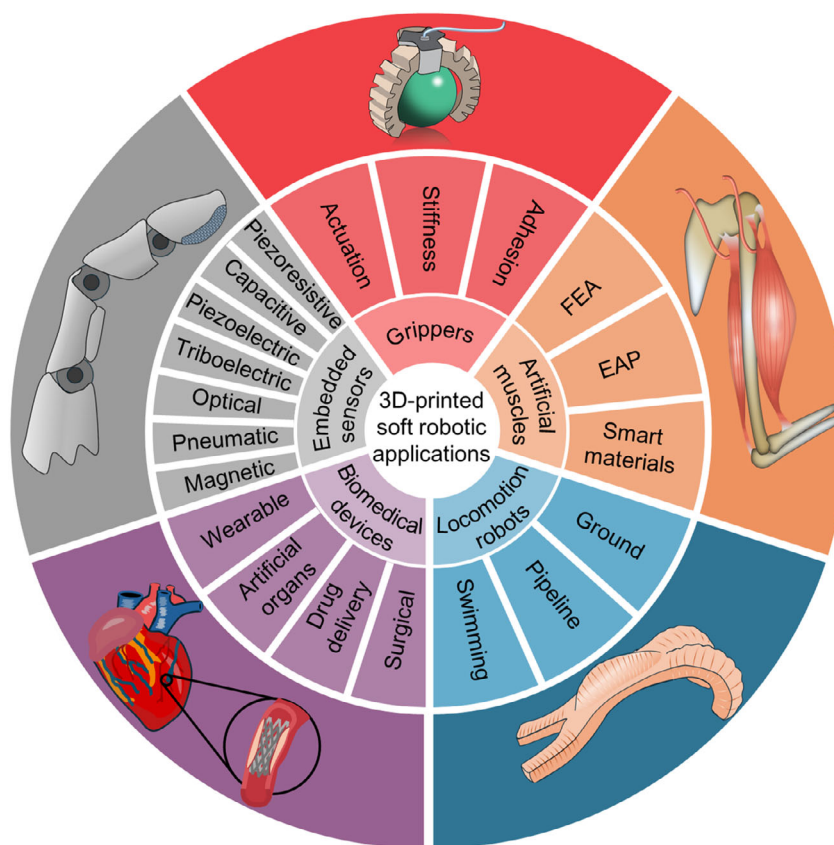 3D-printed
soft robotic
applications
Grippers
Actuation
Stiffness
Adhesion
Artificial
muscles
FEA
EAP
Smart
materials
Locomotion
robots
Ground
Pipeline
Swimming
Biomedical
devices
Surgical
Drug
delivery
Artificial
organs
Wearable
Embedded
sensors
Magnetic
Pneumatic
Optical
Triboelectric
Piezoelectric
Capacitive
Piezoresistive